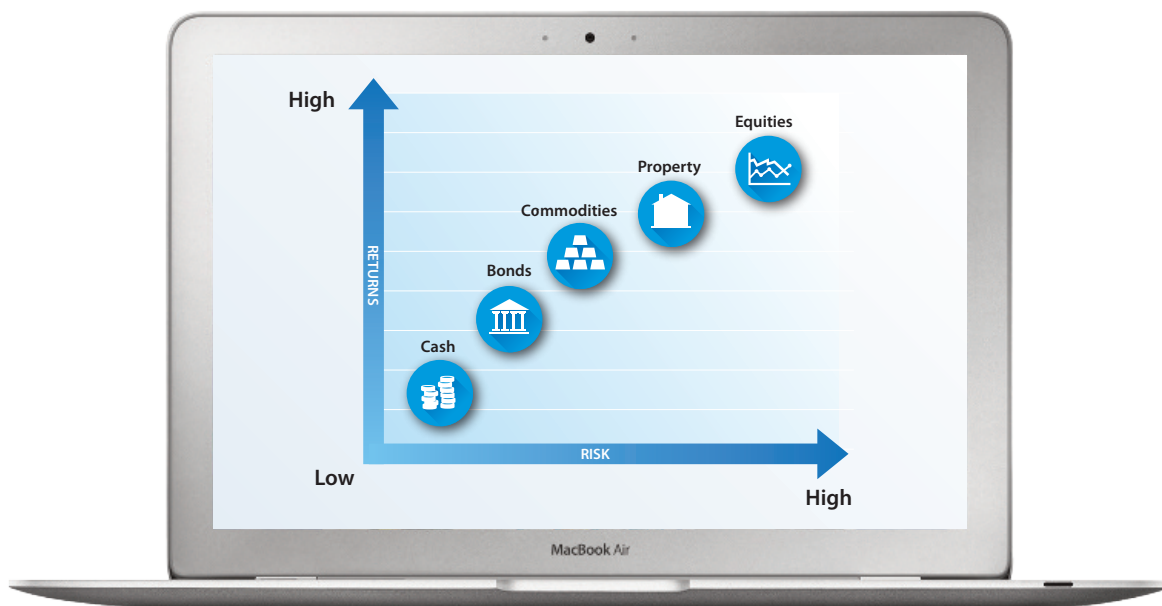 High
Equities
Property
Commodities
RETURNS
Bonds
Cash
RISK
Low
High
MacBook Air